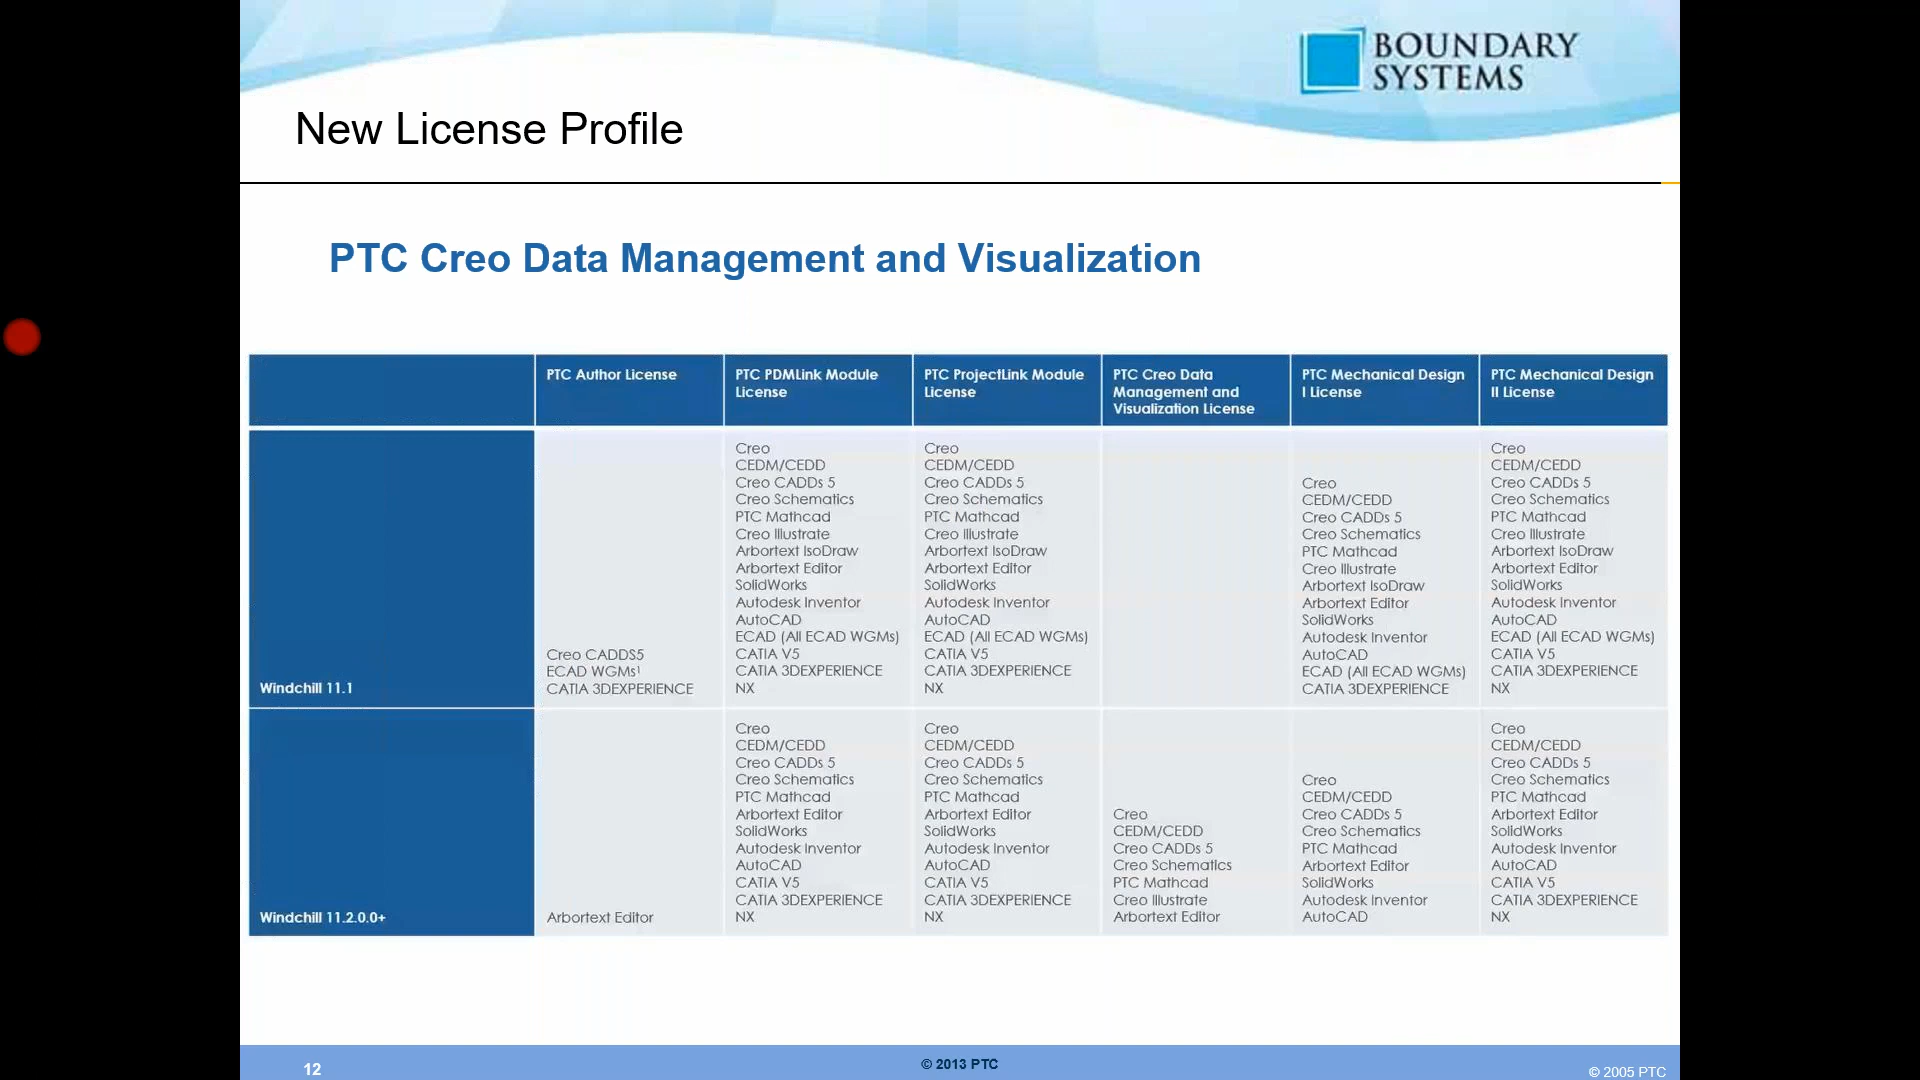 BOUNDARY
SYSTEMS
New License Profile
PTC Creo Data Management and Visualization
PTC Author License
PTC PDMLink Module
License
PTC ProjectLink Module
License
PTC Creo Data
Management and
Visualization License
PTC Mechanical Design
I License
PTC Mechanical Design
II License
Windchill 11.1
Creo CADDS5
ECAD WGMs¹
CATIA 3DEXPERIENCE
Creo
CEDM/CEDD
Creo CADDs 5
Creo Schematics
PTC Mathcad
Creo Illustrate
Arbortext IsoDraw
Arbortext Editor
SolidWorks
Autodesk Inventor
AutoCAD
ECAD (All ECAD WGMs)
CATIA V5
CATIA 3DEXPERIENCE
NX
Creo
CEDM/CEDD
Creo CADDs 5
Creo Schematics
PTC Mathcad
Creo Illustrate
Arbortext IsoDraw
Arbortext Editor
SolidWorks
Autodesk Inventor
AutoCAD
ECAD (All ECAD WGMs)
CATIA V5
CATIA 3DEXPERIENCE
NX
Creo
CEDM/CEDD
Creo CADDs 5
Creo Schematics
PTC Mathcad
Creo Illustrate
Arbortext IsoDraw
Arbortext Editor
SolidWorks
Autodesk Inventor
AutoCAD
ECAD (All ECAD WGMs)
CATIA 3DEXPERIENCE
Creo
CEDM/CEDD
Creo CADDs 5
Creo Schematics
PTC Mathcad
Creo Illustrate
Arbortext IsoDraw
Arbortext Editor
SolidWorks
Autodesk Inventor
AutoCAD
ECAD (All ECAD WGMs)
CATIA V5
CATIA 3DEXPERIENCE
NX
Windchill 11.2.0.0+
Arbortext Editor
Creo
CEDM/CEDD
Creo CADDs 5
Creo Schematics
PTC Mathcad
Arbortext Editor
SolidWorks
Autodesk Inventor
AutoCAD
CATIA V5
CATIA 3DEXPERIENCE
NX
Creo
CEDM/CEDD
Creo CADDs 5
Creo Schematics
PTC Mathcad
Arbortext Editor
SolidWorks
Autodesk Inventor
AutoCAD
CATIA V5
CATIA 3DEXPERIENCE
NX
Creo
CEDM/CEDD
Creo CADDs 5
Creo Schematics
PTC Mathcad
Creo Illustrate
Arbortext Editor
Creo
CEDM/CEDD
Creo CADDs 5
Creo Schematics
PTC Mathcad
Arbortext Editor
SolidWorks
Autodesk Inventor
AutoCAD
Creo
CEDM/CEDD
Creo CADDs 5
Creo Schematics
PTC Mathcad
Arbortext Editor
SolidWorks
Autodesk Inventor
AutoCAD
CATIA V5
CATIA 3DEXPERIENCE
NX
12
© 2013 PTC
© 2005 PTC